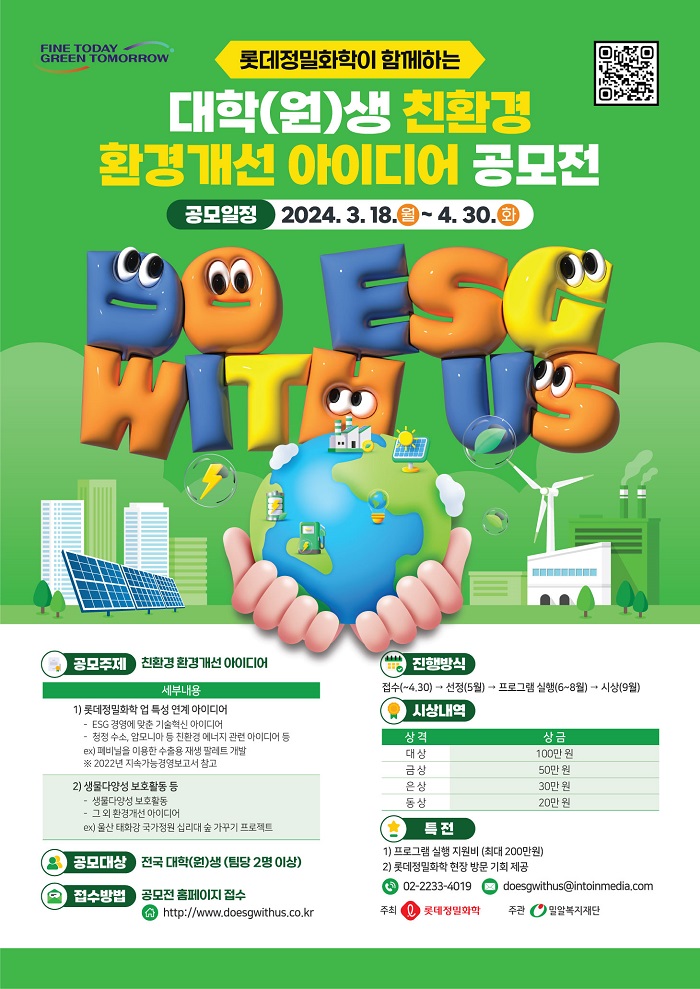 FINE TODAY
GREEN TOMORROW
롯데정밀화학이 함께하는
대학(원)생 친환경
환경개선 아이디어 공모전
공모일정 2024. 3. 18.월 ~ 4. 30.화
DO ESG
WITH US
공모주제 친환경 환경개선 아이디어
세부내용
1) 롯데정밀화학 업 특성 연계 아이디어
- ESG 경영에 맞춘 기술혁신 아이디어
- 청정 수소, 암모니아 등 친환경 에너지 관련 아이디어 등
ex) 폐비닐을 이용한 수출용 재생 팔레트 개발
※ 2022년 지속가능경영보고서 참고
2) 생물다양성 보호활동 등
- 생물다양성 보호활동
- 그 외 환경개선 아이디어
ex) 울산 태화강 국가정원 십리대 숲 가꾸기 프로젝트
공모대상 전국 대학(원)생 (팀당 2명 이상)
접수방법 공모전 홈페이지 접수
http://www.doesgwithus.co.kr
진행방식
접수(~4.30) → 선정(5월) → 프로그램 실행(6~8월) → 시상(9월)
시상내역
상 격 상 금
대 상 100만 원
금 상 50만 원
은 상 30만 원
동 상 20만 원
특 전
1) 프로그램 실행 지원비 (최대 200만원)
2) 롯데정밀화학 현장 방문 기회 제공
02-2233-4019 doesgwithus@intoinmedia.com
주최 롯데정밀화학 주관 밀알복지재단